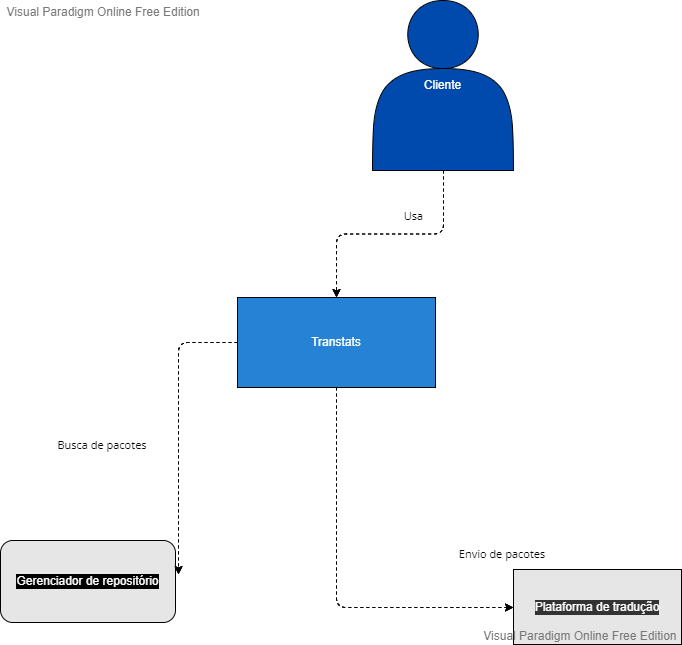 Visual Paradigm Online Free Edition
Cliente
Usa
Transtats
Busca de pacotes
Envio de pacotes
Gerenciador de repositório
Plataforma de tradução
Visual Paradigm Online Free Edition